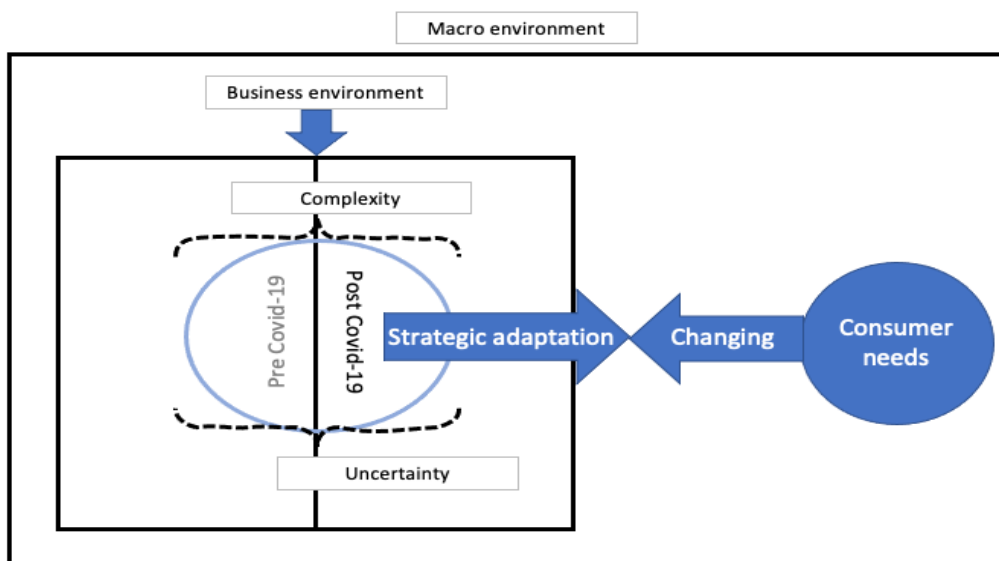 Macro environment
Business environment
Complexity
Pre Covid-19
Post Covid-19
Strategic adaptation
Changing
Consumer
needs
Uncertainty